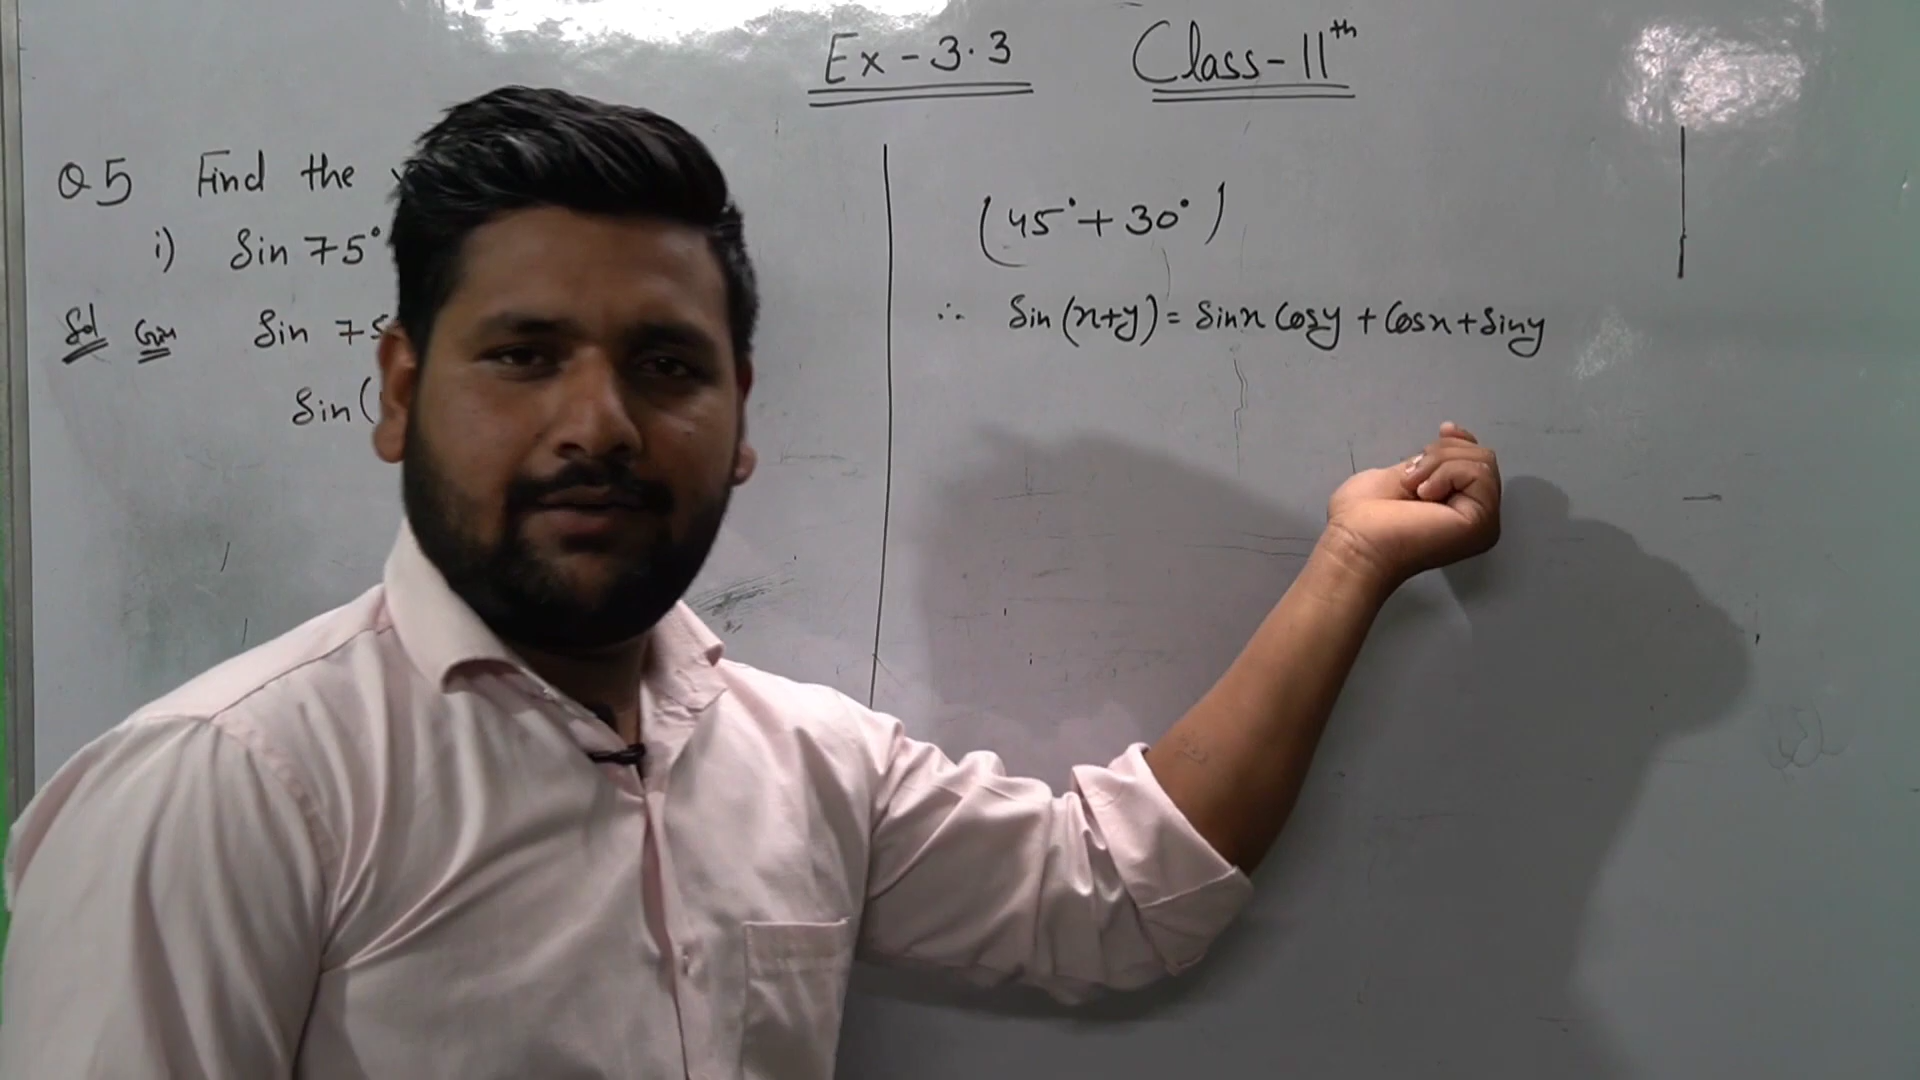 Ex - 3.3 Class - 11th
Q5 Find the
i) Sin 75°
Sol Given Sin 75
Sin (
(45° + 30°)
∴ Sin (x+y) = Sinx Cosy + Cosx + Siny